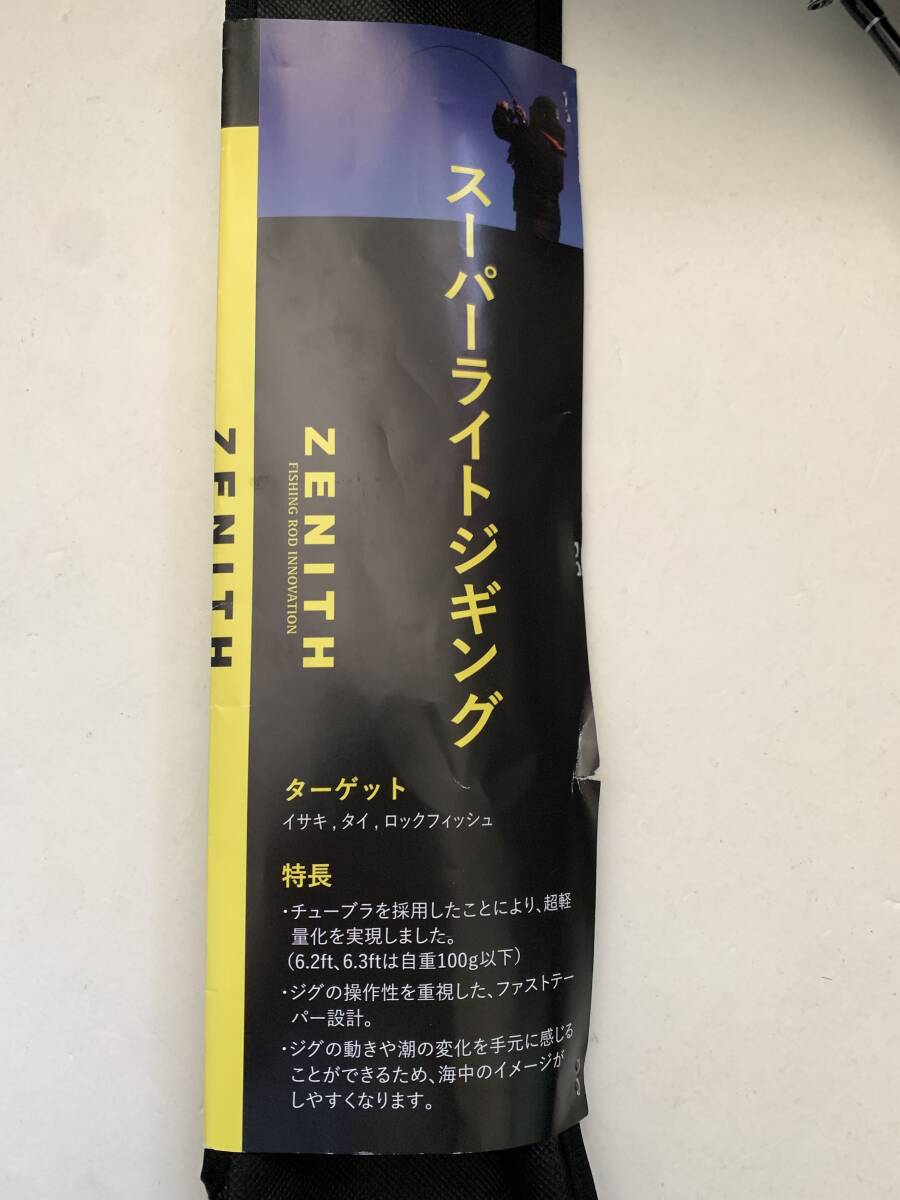 スーパーライトジギング
ZENITH
FISHING ROD INNOVATION
ZENITH
ターゲット
イサキ , タイ , ロックフィッシュ
特長
・チューブラを採用したことにより、超軽
量化を実現しました。
（6.2ft、6.3ftは自重100g以下）
・ジグの操作性を重視した、ファストテー
パー設計。
・ジグの動きや潮の変化を手元に感じる
ことができるため、海中のイメージが
しやすくなります。